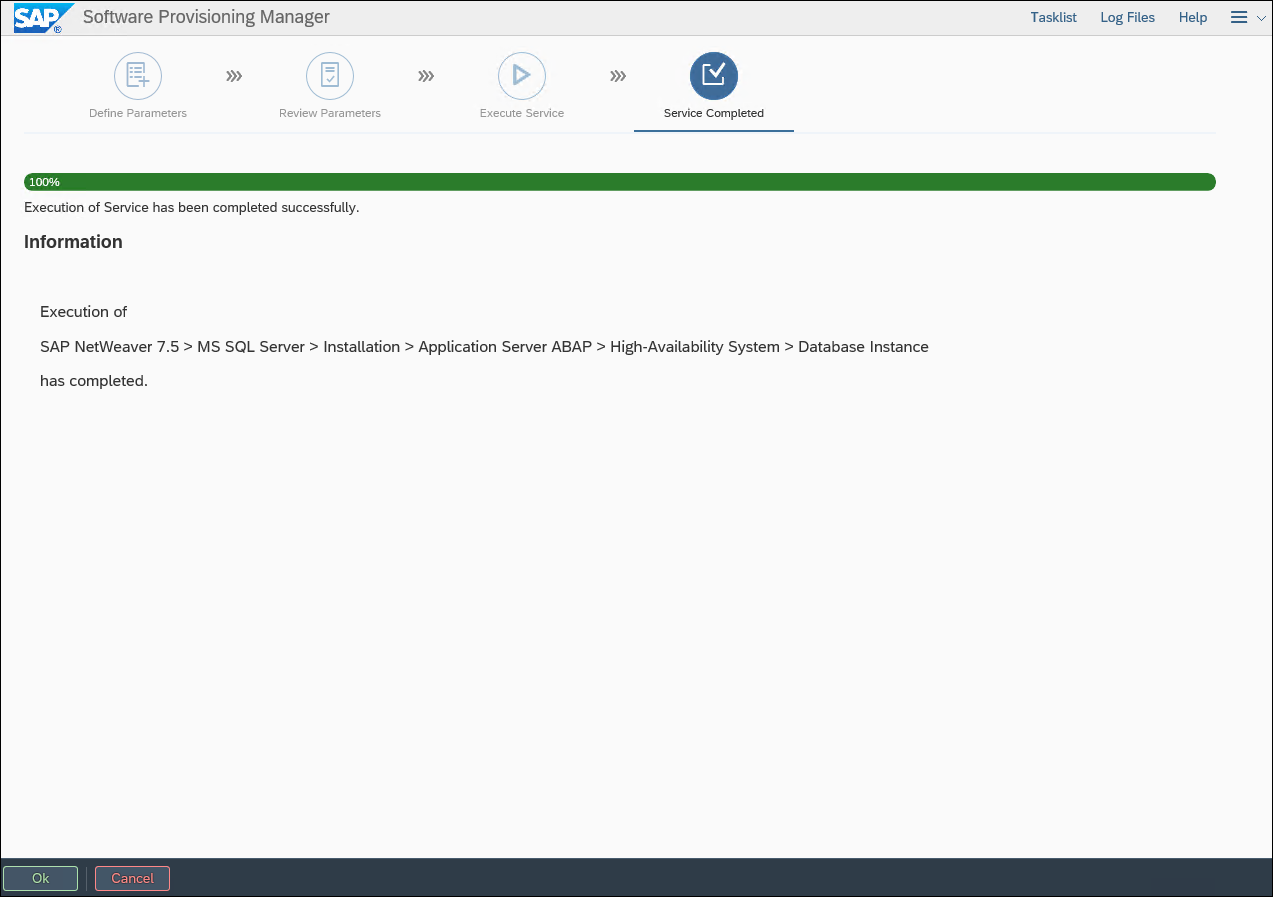 SAP ® Software Provisioning Manager Tasklist Log Files Help
Define Parameters Review Parameters Execute Service Service Completed
100%
Execution of Service has been completed successfully.
Information
Execution of
SAP NetWeaver 7.5 > MS SQL Server > Installation > Application Server ABAP > High-Availability System > Database Instance
has completed.
Ok Cancel